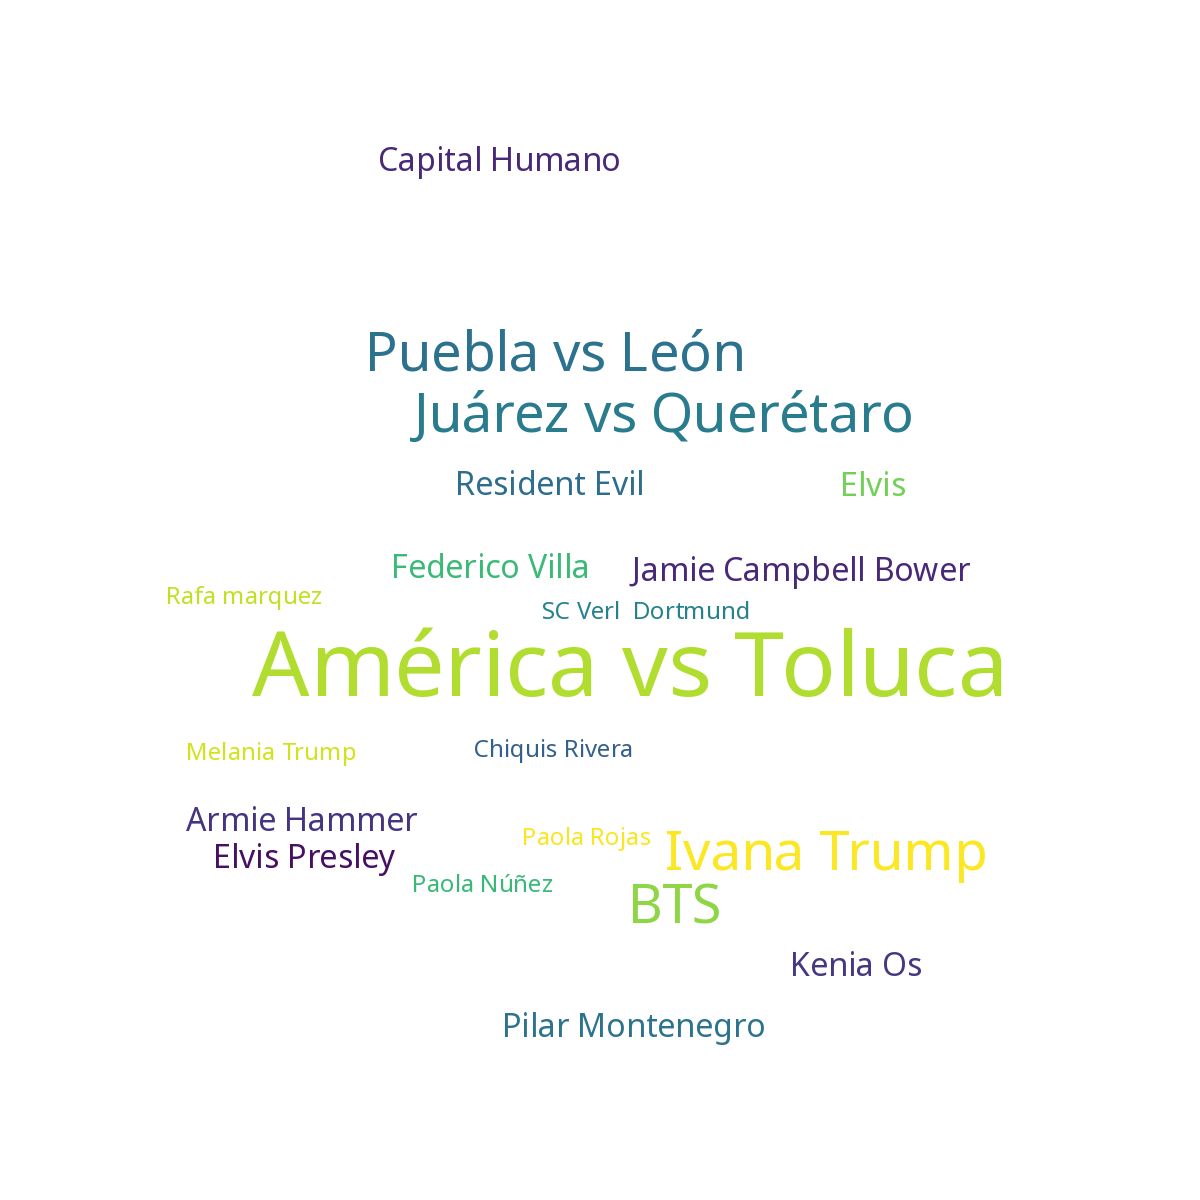 Capital Humano
Puebla vs León
Juárez vs Querétaro
Resident Evil
Elvis
Federico Villa
Jamie Campbell Bower
Rafa marquez
SC Verl  Dortmund
América vs Toluca
Melania Trump
Chiquis Rivera
Armie Hammer
Paola Rojas
Ivana Trump
Elvis Presley
Paola Núñez
BTS
Kenia Os
Pilar Montenegro